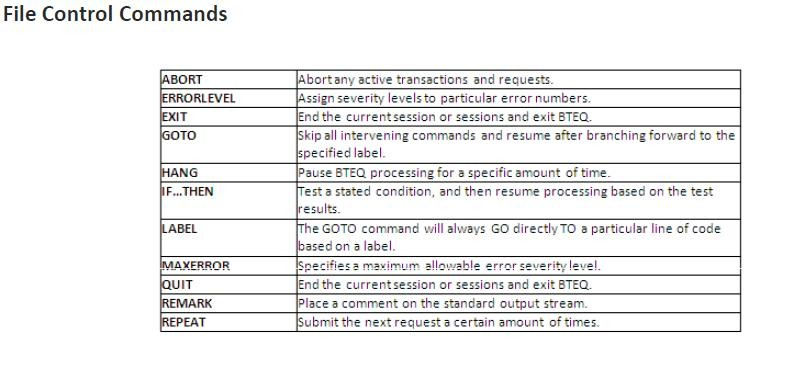 File Control Commands
ABORT Abort any active transactions and requests.
ERRORLEVEL Assign severity levels to particular error numbers.
EXIT End the current session or sessions and exit BTEQ.
GOTO Skip all intervening commands and resume after branching forward to the
specified label.
HANG Pause BTEQ processing for a specific amount of time.
IF...THEN Test a stated condition, and then resume processing based on the test
results.
LABEL The GOTO command will always GO directly TO a particular line of code
based on a label.
MAXERROR Specifies a maximum allowable error severity level.
QUIT End the current session or sessions and exit BTEQ.
REMARK Place a comment on the standard output stream.
REPEAT Submit the next request a certain amount of times.